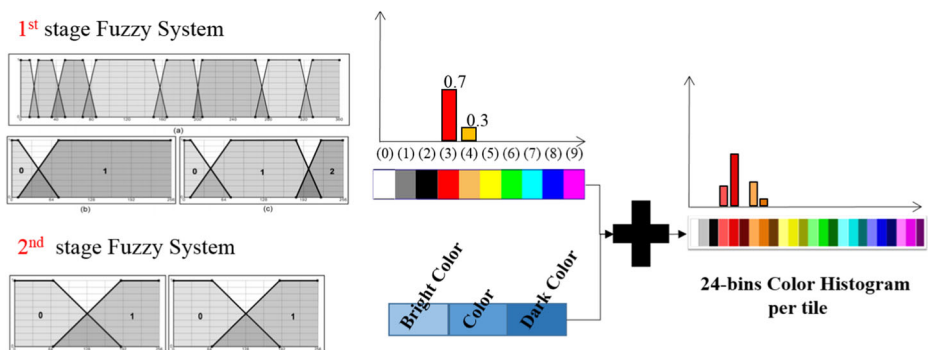 1st stage Fuzzy System
(a)
0
1
(b)
0
1
2
(c)
2nd stage Fuzzy System
0
1
0
1
0.7
0.3
(0) (1) (2) (3) (4) (5) (6) (7) (8) (9)
Bright Color
Color
Dark Color
24-bins Color Histogram
per tile